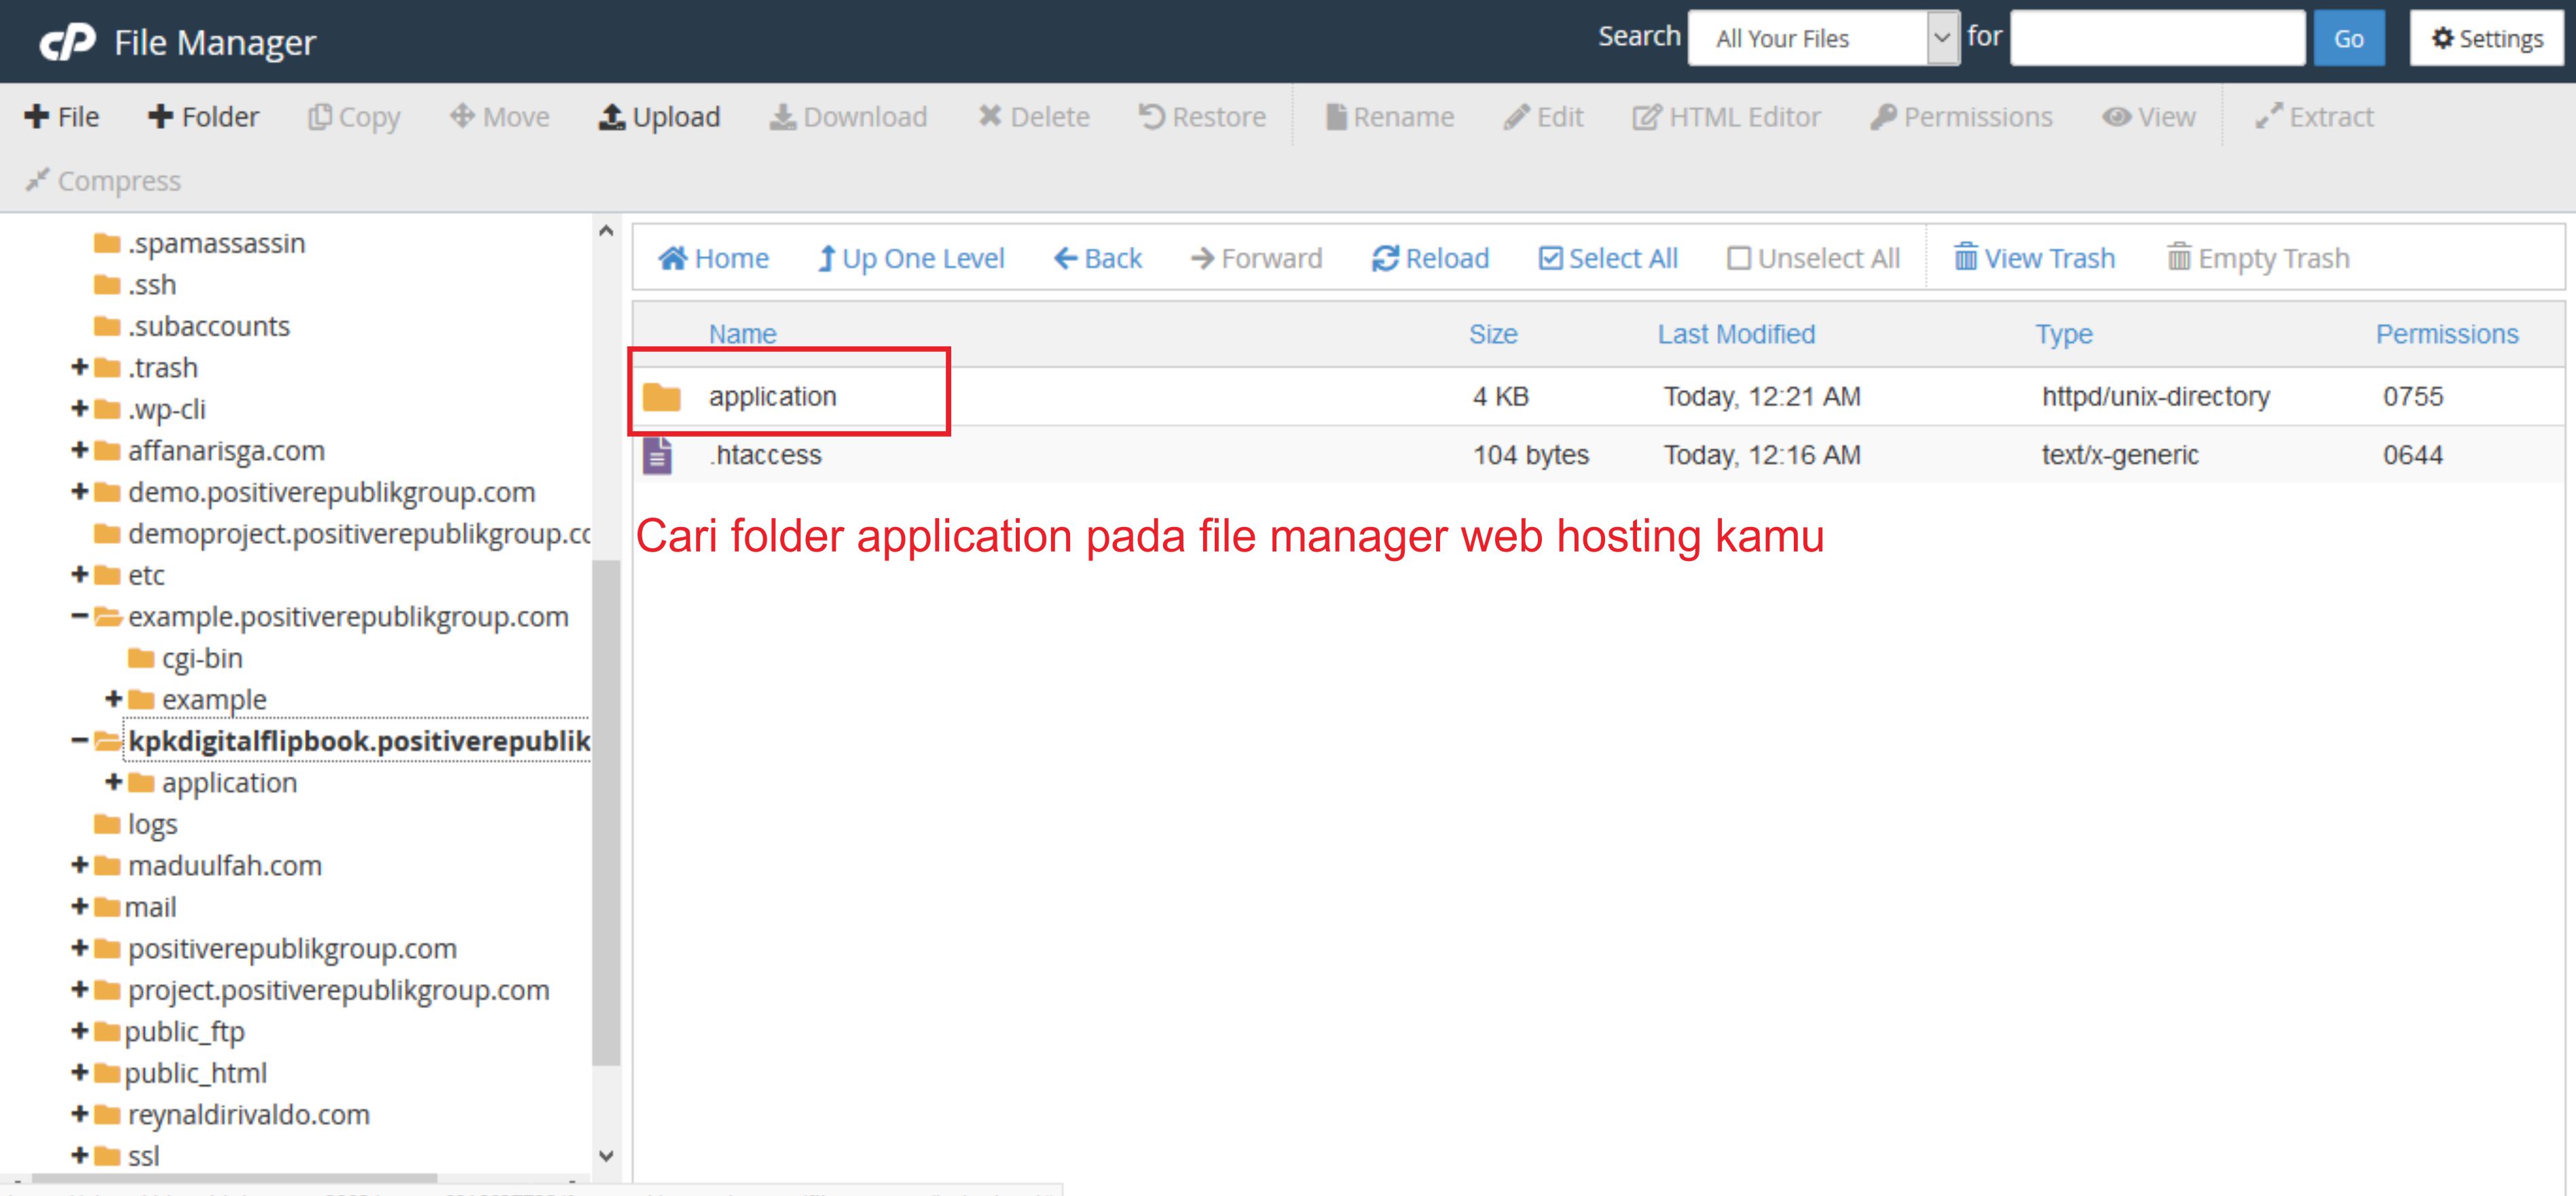 cP File Manager
Search All Your Files for Go Settings
File Folder Copy Move Upload Download Delete Restore Rename Edit HTML Editor Permissions View Extract
Compress
.spamassassin
.ssh
.subaccounts
.trash
.wp-cli
affanarisga.com
demo.positiverepublikgroup.com
demoproject.positiverepublikgroup.cc
etc
example.positiverepublikgroup.com
cgi-bin
example
kpkdigitalflipbook.positiverepublik
application
logs
maduulfah.com
mail
positiverepublikgroup.com
project.positiverepublikgroup.com
public_ftp
public_html
reynaldirivaldo.com
ssl
Home Up One Level Back Forward Reload Select All Unselect All View Trash Empty Trash
Name Size Last Modified Type Permissions
application 4 KB Today, 12:21 AM httpd/unix-directory 0755
.htaccess 104 bytes Today, 12:16 AM text/x-generic 0644
Cari folder application pada file manager web hosting kamu